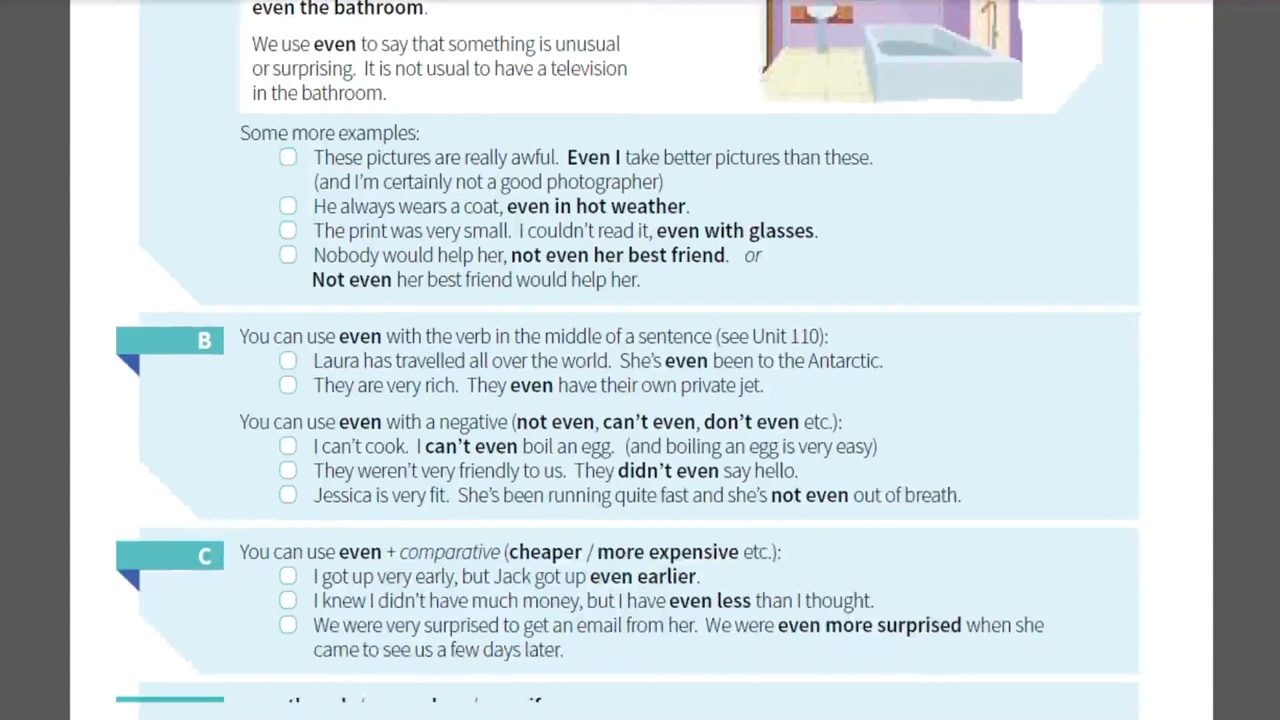 even the bathroom.
We use even to say that something is unusual
or surprising. It is not usual to have a television
in the bathroom.
Some more examples:
These pictures are really awful. Even I take better pictures than these.
(and I'm certainly not a good photographer)
He always wears a coat, even in hot weather.
The print was very small. I couldn't read it, even with glasses.
Nobody would help her, not even her best friend. or
Not even her best friend would help her.
B
You can use even with the verb in the middle of a sentence (see Unit 110):
Laura has travelled all over the world. She's even been to the Antarctic.
They are very rich. They even have their own private jet.
You can use even with a negative (not even, can't even, don't even etc.):
I can't cook. I can't even boil an egg. (and boiling an egg is very easy)
They weren't very friendly to us. They didn't even say hello.
Jessica is very fit. She's been running quite fast and she's not even out of breath.
C
You can use even + comparative (cheaper / more expensive etc.):
I got up very early, but Jack got up even earlier.
I knew I didn't have much money, but I have even less than I thought.
We were very surprised to get an email from her. We were even more surprised when she
came to see us a few days later.